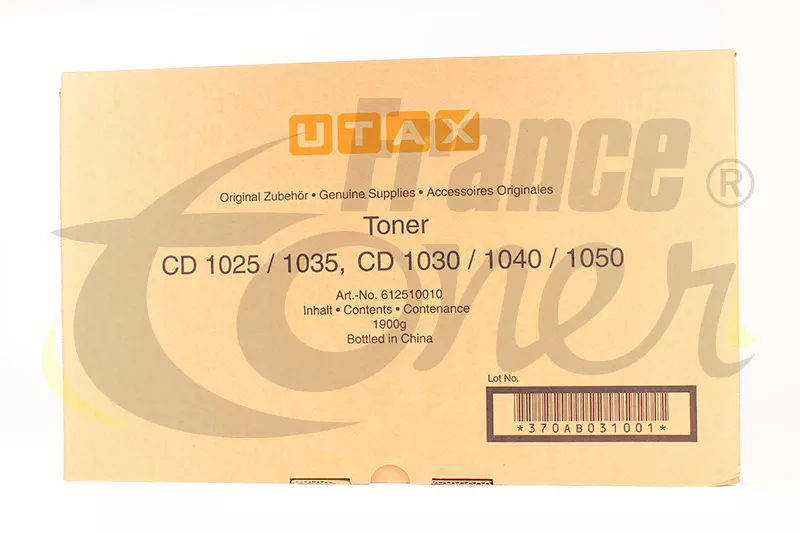 UTAX
France
Toner ®
Original Zubehör • Genuine Supplies • Accessoires Originales
Toner
CD 1025 / 1035, CD 1030 / 1040 / 1050
Art.-No. 612510010
Inhalt • Contents • Contenance
1900g
Bottled in China
Lot No.
*370AB031001*